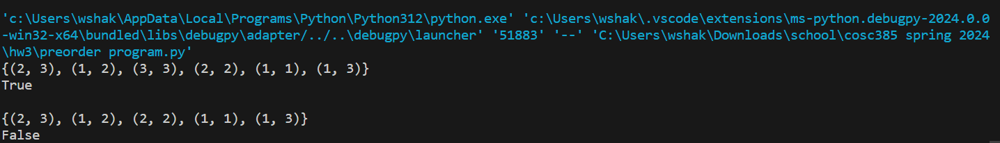 'c:\Users\wshak\AppData\Local\Programs\Python\Python312\python.exe' 'c:\Users\wshak\.vscode\extensions\ms-python.debugpy-2024.0.0
-win32-x64\bundled\libs\debugpy\adapter/../..\debugpy\launcher' '51883' '--' 'C:\Users\wshak\Downloads\school\cosc385 spring 2024
\hw3\preorder program.py'
{(2, 3), (1, 2), (3, 3), (2, 2), (1, 1), (1, 3)}
True
{(2, 3), (1, 2), (2, 2), (1, 1), (1, 3)}
False